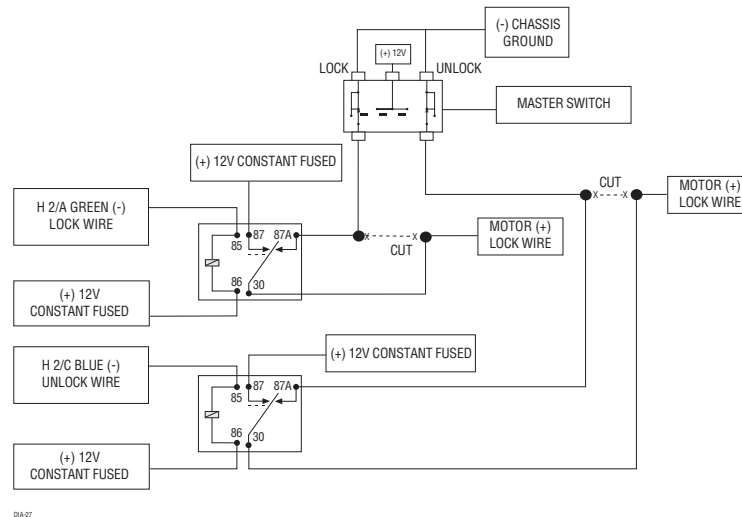 (-) CHASSIS
GROUND
(+) 12V
LOCK
UNLOCK
MASTER SWITCH
(+) 12V CONSTANT FUSED
CUT
MOTOR (+)
LOCK WIRE
H 2/A GREEN (-)
LOCK WIRE
87 87A
85
MOTOR (+)
LOCK WIRE
CUT
86
30
(+) 12V
CONSTANT FUSED
(+) 12V CONSTANT FUSED
H 2/C BLUE (-)
UNLOCK WIRE
87 87A
85
86
30
(+) 12V
CONSTANT FUSED
DIA-27